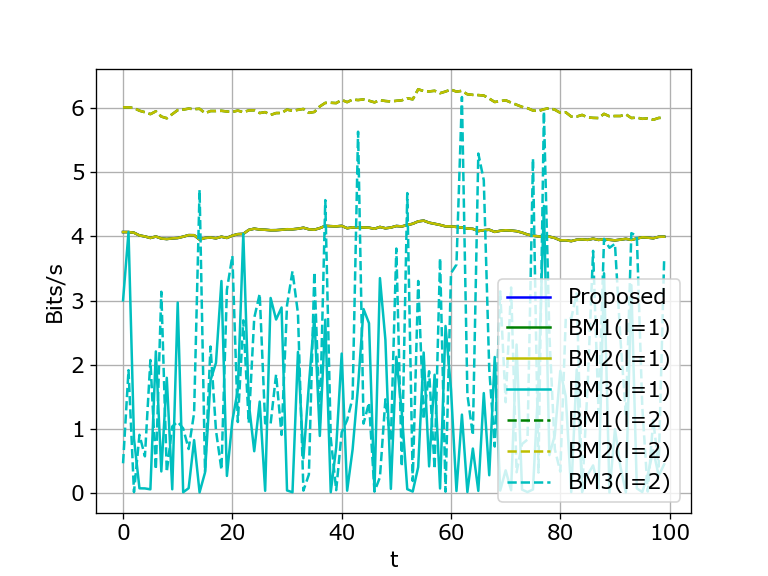 Bits/s
6
5
4
3
2
1
0
Proposed
BM1(I=1)
BM2(I=1)
BM3(I=1)
BM1(I=2)
BM2(I=2)
BM3(I=2)
0 20 40 60 80 100
t